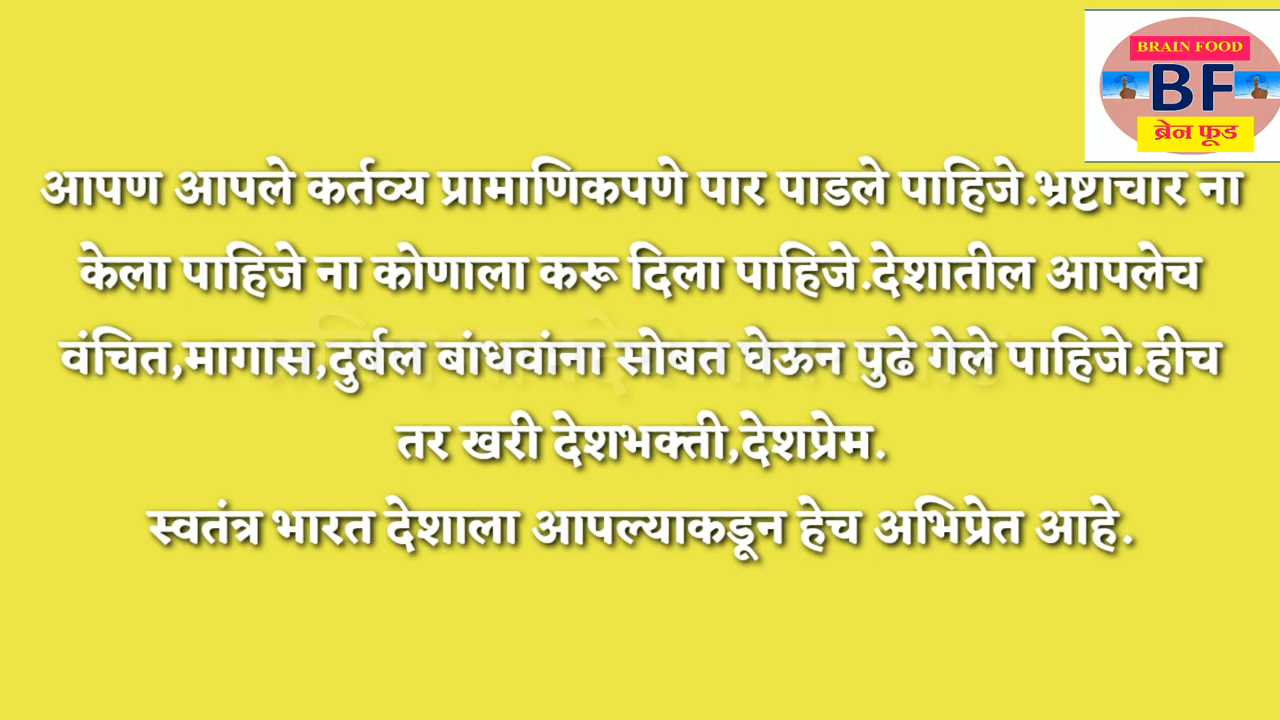 BRAIN FOOD
BF
ब्रेन फूड
आपण आपले कर्तव्य प्रामाणिकपणे पार पाडले पाहिजे.भ्रष्टाचार ना
केला पाहिजे ना कोणाला करू दिला पाहिजे.देशातील आपलेच
वंचित,मागास,दुर्बल बांधवांना सोबत घेऊन पुढे गेले पाहिजे.हीच
तर खरी देशभक्ती,देशप्रेम.
स्वतंत्र भारत देशाला आपल्याकडून हेच अभिप्रेत आहे.